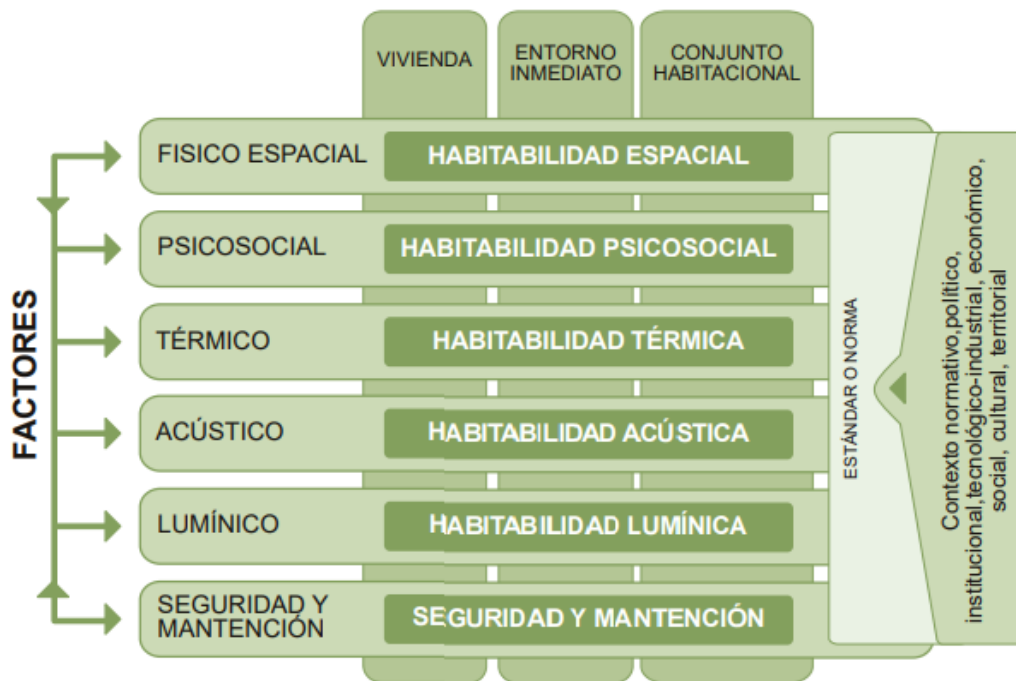 VIVIENDA
ENTORNO
INMEDIATO
CONJUNTO
HABITACIONAL
FACTORES
FISICO ESPACIAL
HABITABILIDAD ESPACIAL
PSICOSOCIAL
HABITABILIDAD PSICOSOCIAL
TÉRMICO
HABITABILIDAD TÉRMICA
ACÚSTICO
HABITABILIDAD ACÚSTICA
LUMÍNICO
HABITABILIDAD LUMÍNICA
SEGURIDAD Y
MANTENCIÓN
SEGURIDAD Y MANTENCIÓN
ESTÁNDAR O NORMA
Contexto normativo,político,
institucional,tecnológico-industrial, económico,
social, cultural, territorial